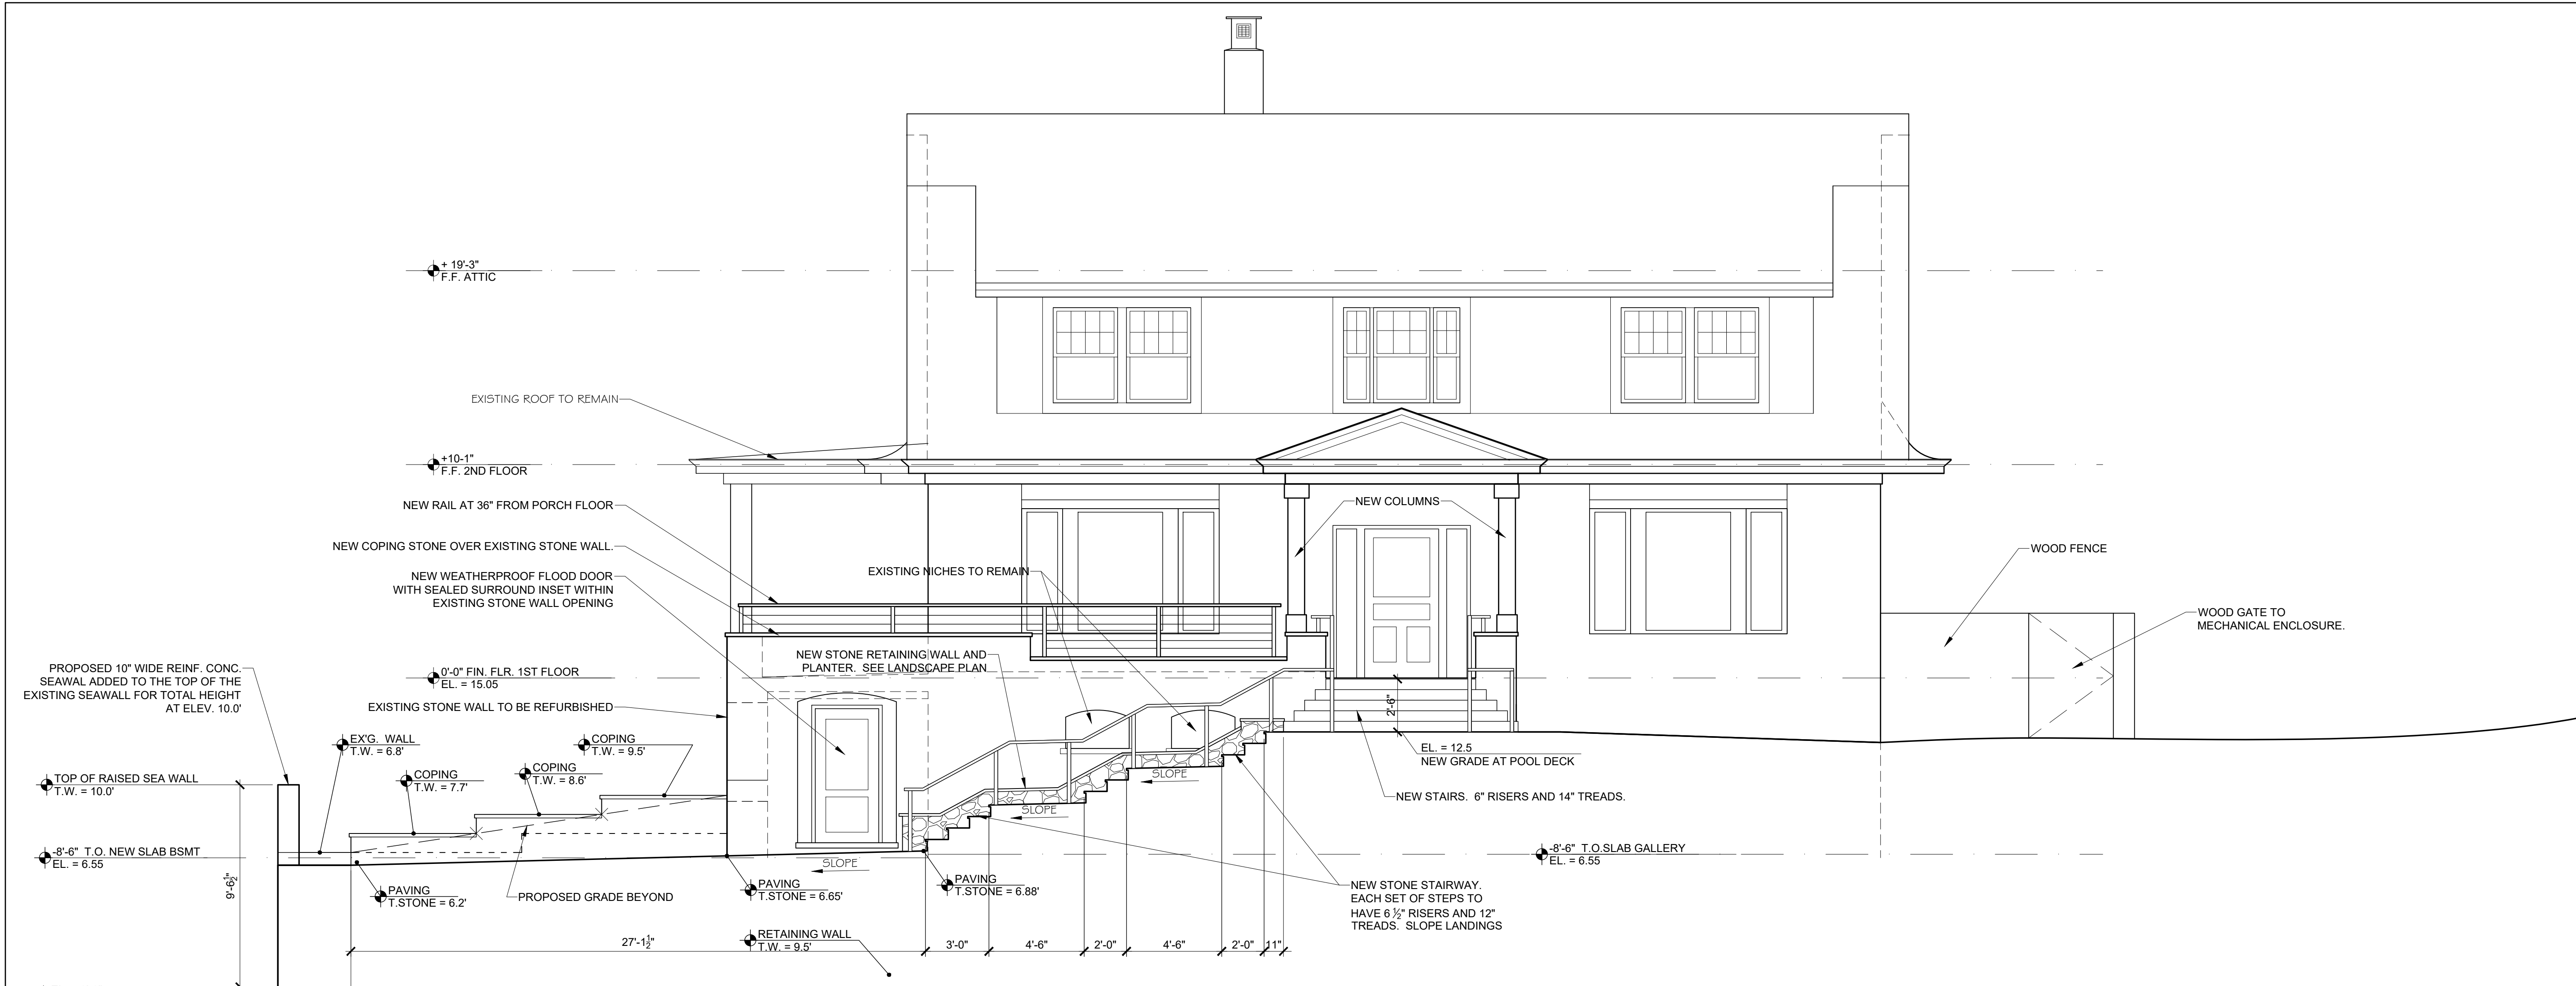 + 19'-3"
F.F. ATTIC
EXISTING ROOF TO REMAIN
+10-1"
F.F. 2ND FLOOR
NEW RAIL AT 36" FROM PORCH FLOOR
NEW COLUMNS
NEW COPING STONE OVER EXISTING STONE WALL.
WOOD FENCE
EXISTING NICHES TO REMAIN
NEW WEATHERPROOF FLOOD DOOR
WITH SEALED SURROUND INSET WITHIN
EXISTING STONE WALL OPENING
WOOD GATE TO
MECHANICAL ENCLOSURE.
NEW STONE RETAINING WALL AND
PLANTER. SEE LANDSCAPE PLAN
PROPOSED 10" WIDE REINF. CONC.
SEAWAL ADDED TO THE TOP OF THE
EXISTING SEAWALL FOR TOTAL HEIGHT
AT ELEV. 10.0'
0'-0" FIN. FLR. 1ST FLOOR
EL. = 15.05
EXISTING STONE WALL TO BE REFURBISHED
2'-6"
EX'G. WALL
T.W. = 6.8'
COPING
T.W. = 9.5'
EL. = 12.5
NEW GRADE AT POOL DECK
TOP OF RAISED SEA WALL
T.W. = 10.0'
COPING
T.W. = 7.7'
COPING
T.W. = 8.6'
SLOPE
NEW STAIRS. 6" RISERS AND 14" TREADS.
SLOPE
-8'-6" T.O. NEW SLAB BSMT
EL. = 6.55
-8'-6" T.O.SLAB GALLERY
EL. = 6.55
SLOPE
9'-6½"
PAVING
T.STONE = 6.2'
PROPOSED GRADE BEYOND
PAVING
T.STONE = 6.65'
PAVING
T.STONE = 6.88'
NEW STONE STAIRWAY.
EACH SET OF STEPS TO
HAVE 6 ½" RISERS AND 12"
TREADS. SLOPE LANDINGS
RETAINING WALL
T.W. = 9.5'
27'-1½"
3'-0"
4'-6"
2'-0"
4'-6"
2'-0"
11"